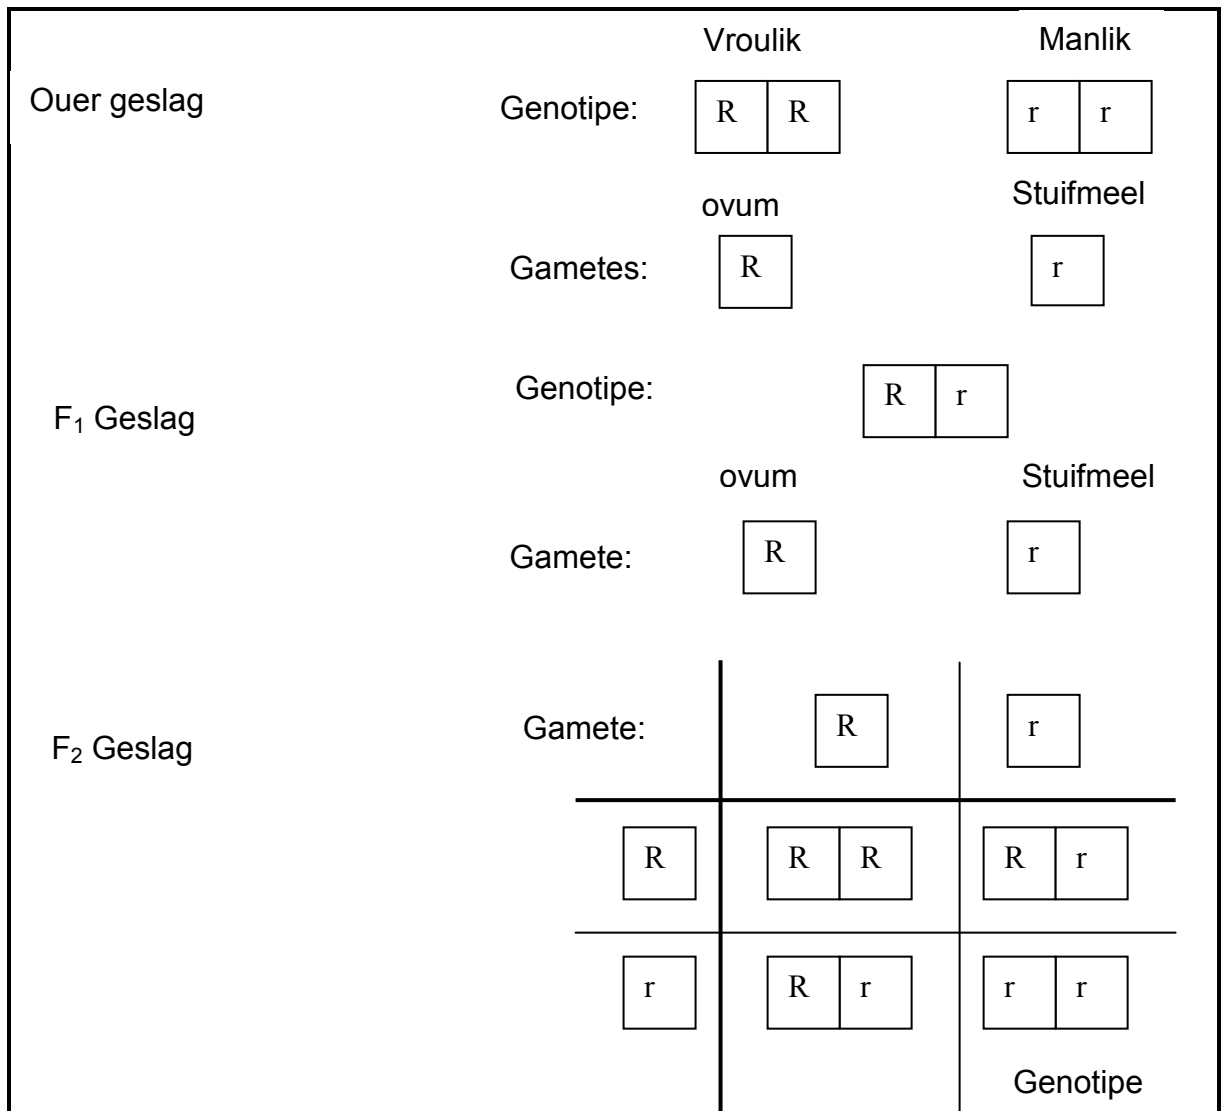 Vroulik Manlik
Ouer geslag Genotipe: R R r r
ovum Stuifmeel
Gametes: R r
Genotipe: R r
F₁ Geslag
ovum Stuifmeel
Gamete: R r
F₂ Geslag Gamete: R r
R R R R r
r R r r r
Genotipe